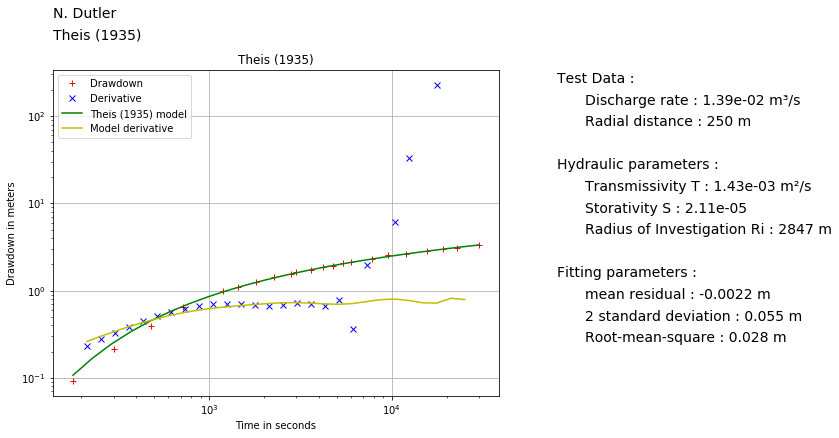 N. Dutler
Theis (1935)
Theis (1935)
Drawdown
Derivative
Theis (1935) model
Model derivative
10²
10¹
10⁰
10⁻¹
Drawdown in meters
10³
10⁴
Time in seconds
Test Data :
Discharge rate : 1.39e-02 m³/s
Radial distance : 250 m
Hydraulic parameters :
Transmissivity T : 1.43e-03 m²/s
Storativity S : 2.11e-05
Radius of Investigation Ri : 2847 m
Fitting parameters :
mean residual : -0.0022 m
2 standard deviation : 0.055 m
Root-mean-square : 0.028 m